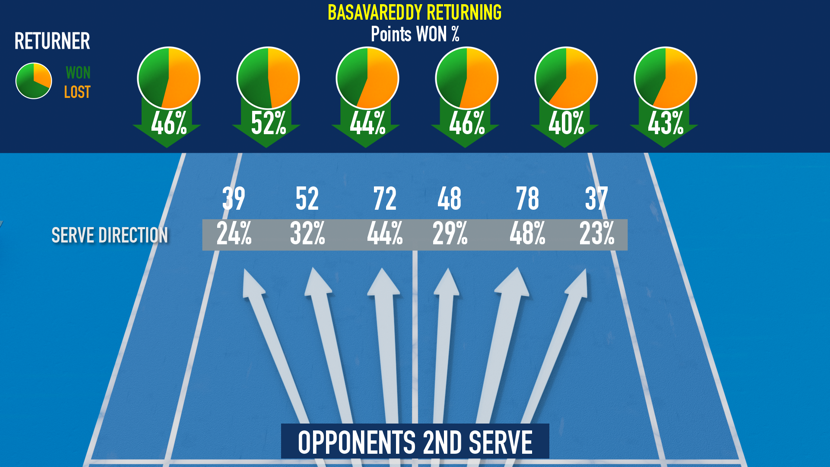 BASAVAREDDY RETURNING
Points WON %
RETURNER
WON
LOST
46% 52% 44% 46% 40% 43%
39 52 72 48 78 37
SERVE DIRECTION 24% 32% 44% 29% 48% 23%
OPPONENTS 2ND SERVE